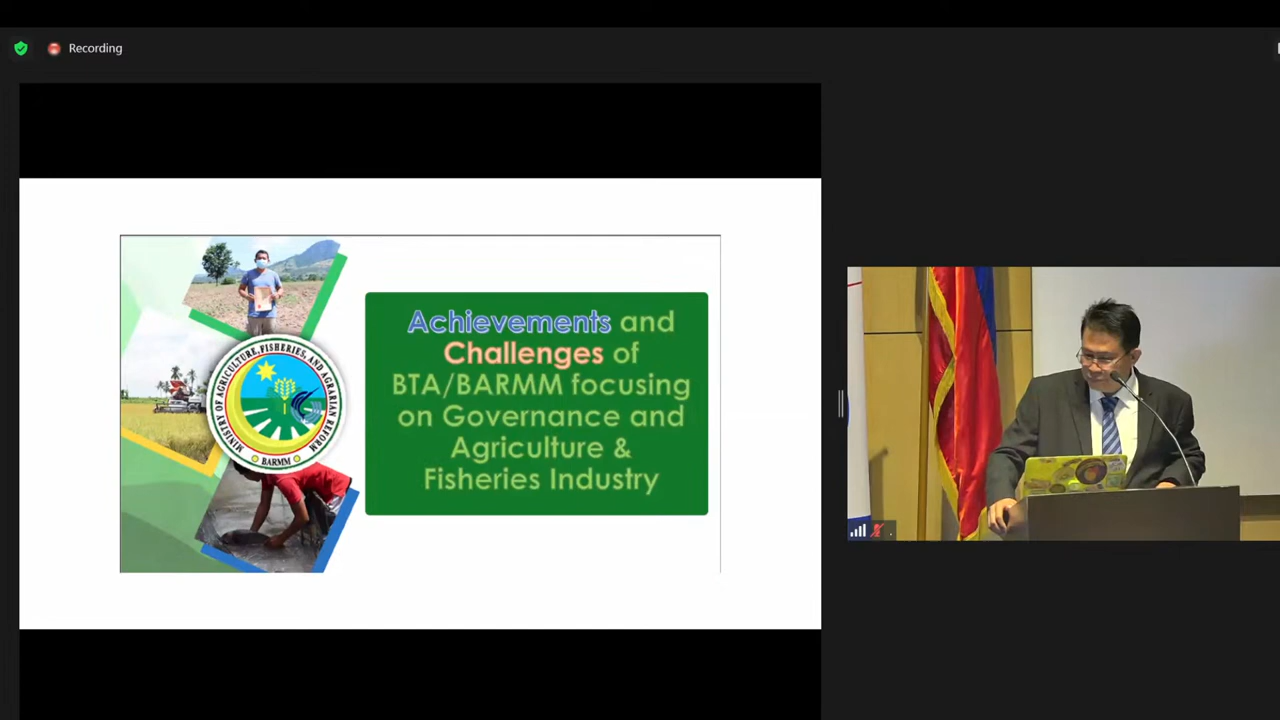 Recording
MINISTRY OF AGRICULTURE, FISHERIES, AND AGRARIAN REFORM
BARMM
Achievements and
Challenges of
BTA/BARMM focusing
on Governance and
Agriculture &
Fisheries Industry